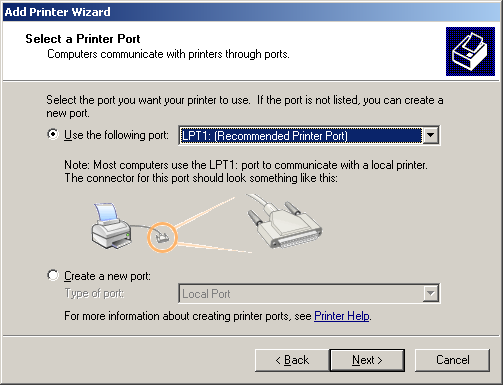 Add Printer Wizard
Select a Printer Port
Computers communicate with printers through ports.
Select the port you want your printer to use.  If the port is not listed, you can create a
new port.
Use the following port:
LPT1: (Recommended Printer Port)
Note: Most computers use the LPT1: port to communicate with a local printer.
The connector for this port should look something like this:
Create a new port:
Type of port:
Local Port
For more information about creating printer ports, see Printer Help.
< Back
Next >
Cancel